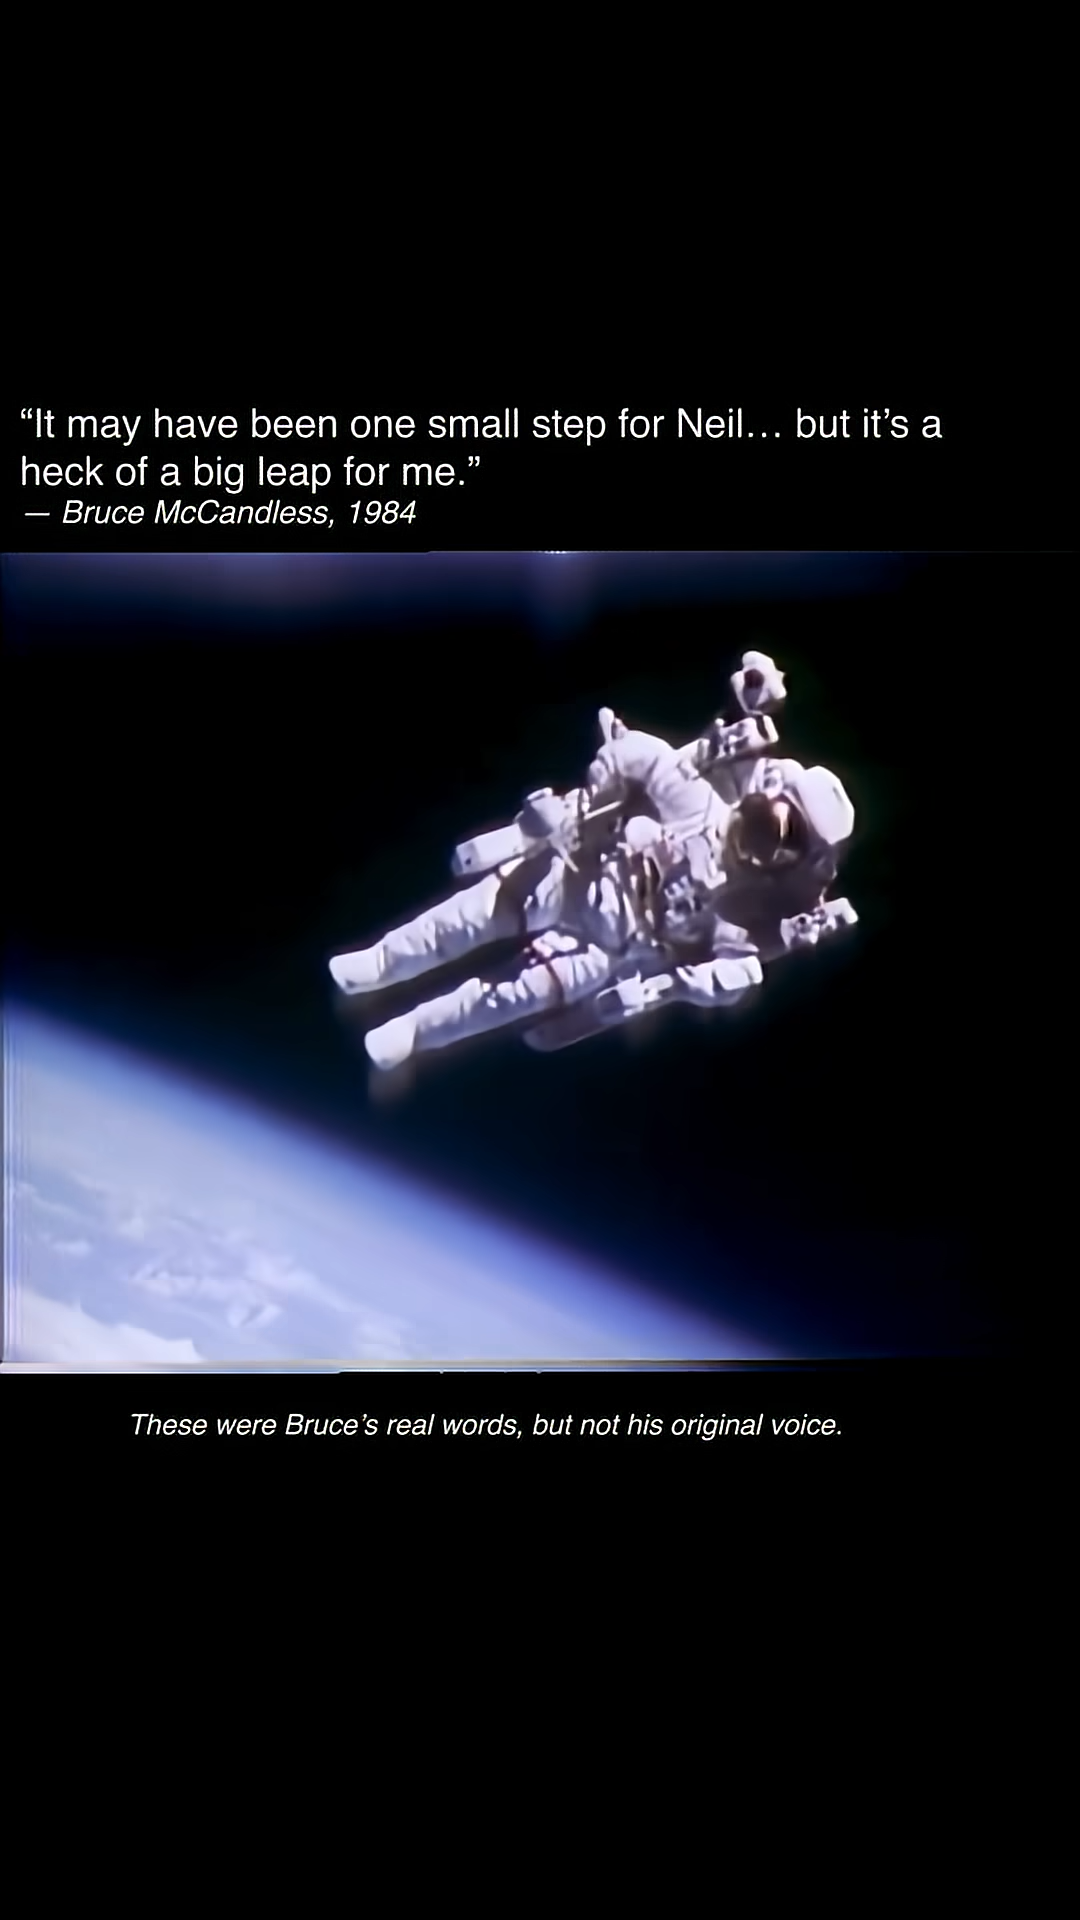 “It may have been one small step for Neil… but it’s a
heck of a big leap for me.”
— Bruce McCandless, 1984
These were Bruce’s real words, but not his original voice.